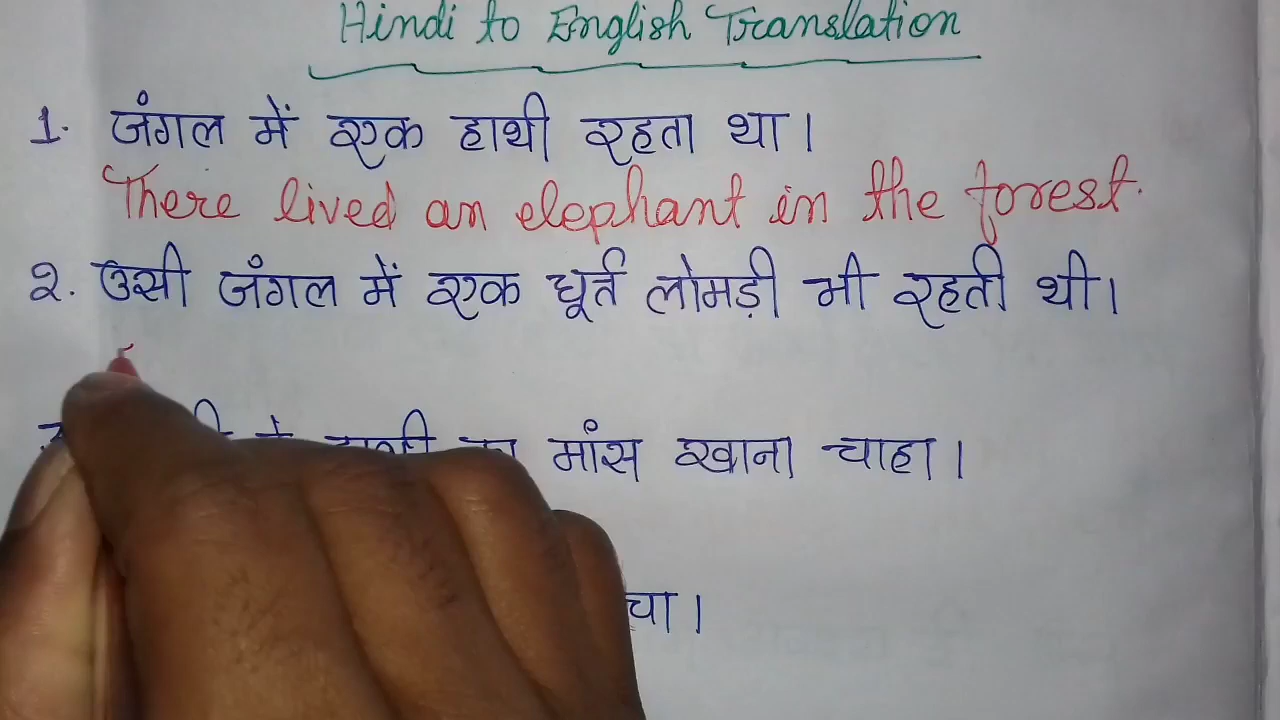 Hindi to English Translation
1. जंगल में एक हाथी रहता था।
There lived an elephant in the forest.
२. उसी जंगल में एक धूर्त लोमड़ी भी रहती थी।
मांस खाना चाहा।